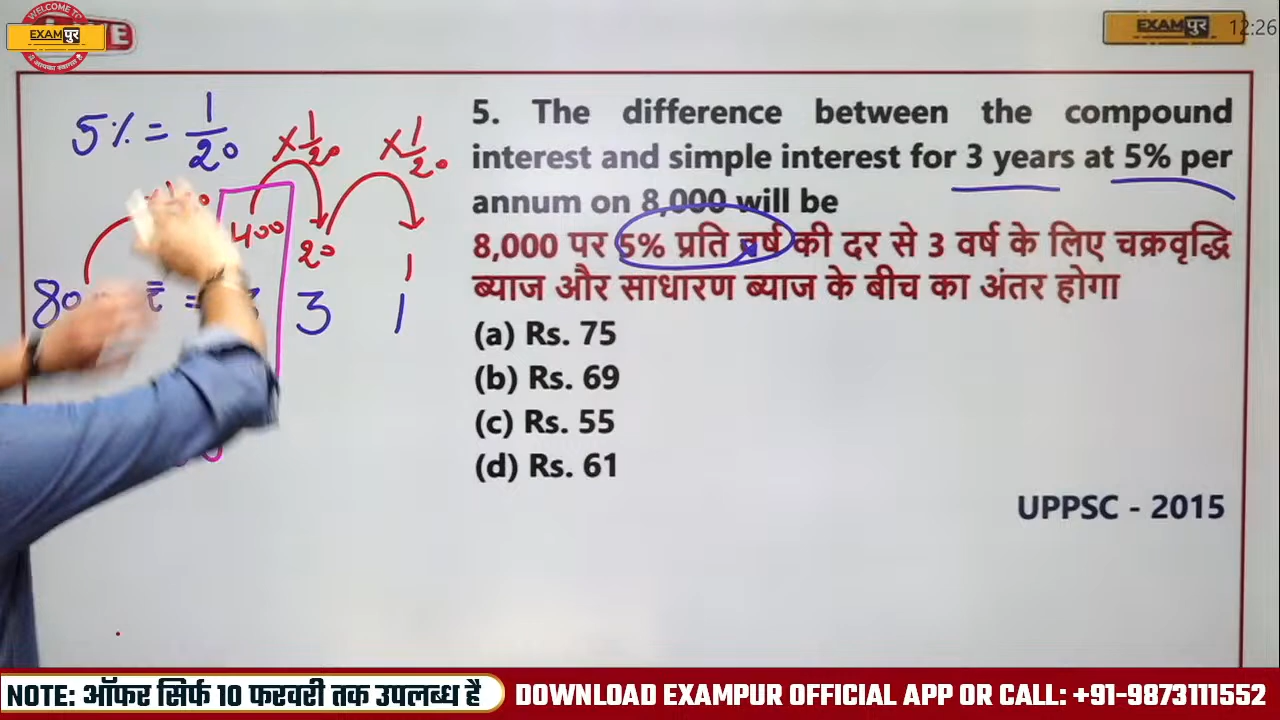 WELCOME TO
EXAMपुर
EXAMपुर
12:26
5% = 1/20
×1/20
×1/20
400
20
1
3 1
5. The difference between the compound
interest and simple interest for 3 years at 5% per
annum on 8,000 will be
8,000 पर 5% प्रति वर्ष की दर से 3 वर्ष के लिए चक्रवृद्धि
ब्याज और साधारण ब्याज के बीच का अंतर होगा
(a) Rs. 75
(b) Rs. 69
(c) Rs. 55
(d) Rs. 61
UPPSC - 2015
NOTE: ऑफर सिर्फ 10 फरवरी तक उपलब्ध है
DOWNLOAD EXAMPUR OFFICIAL APP OR CALL: +91-9873111552